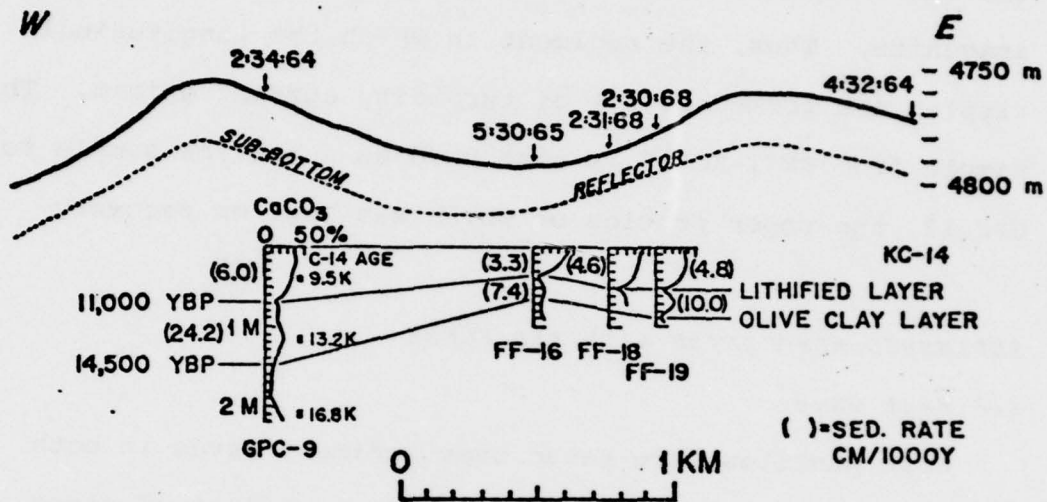 W
E
2:34:64
5:30:65
2:31:68
2:30:68
4:32:64
4750 m
4800 m
SUB-BOTTOM
REFLECTOR
CaCO3
0 50%
C-14 AGE
(6.0)
9.5K
11,000 YBP
(24.2)
1 M
13.2K
14,500 YBP
2 M
16.8K
GPC-9
(3.3)
(7.4)
(4.6)
(4.8)
(10.0)
FF-16
FF-18
FF-19
KC-14
LITHIFIED LAYER
OLIVE CLAY LAYER
( )=SED. RATE
CM/1000Y
0 1 KM